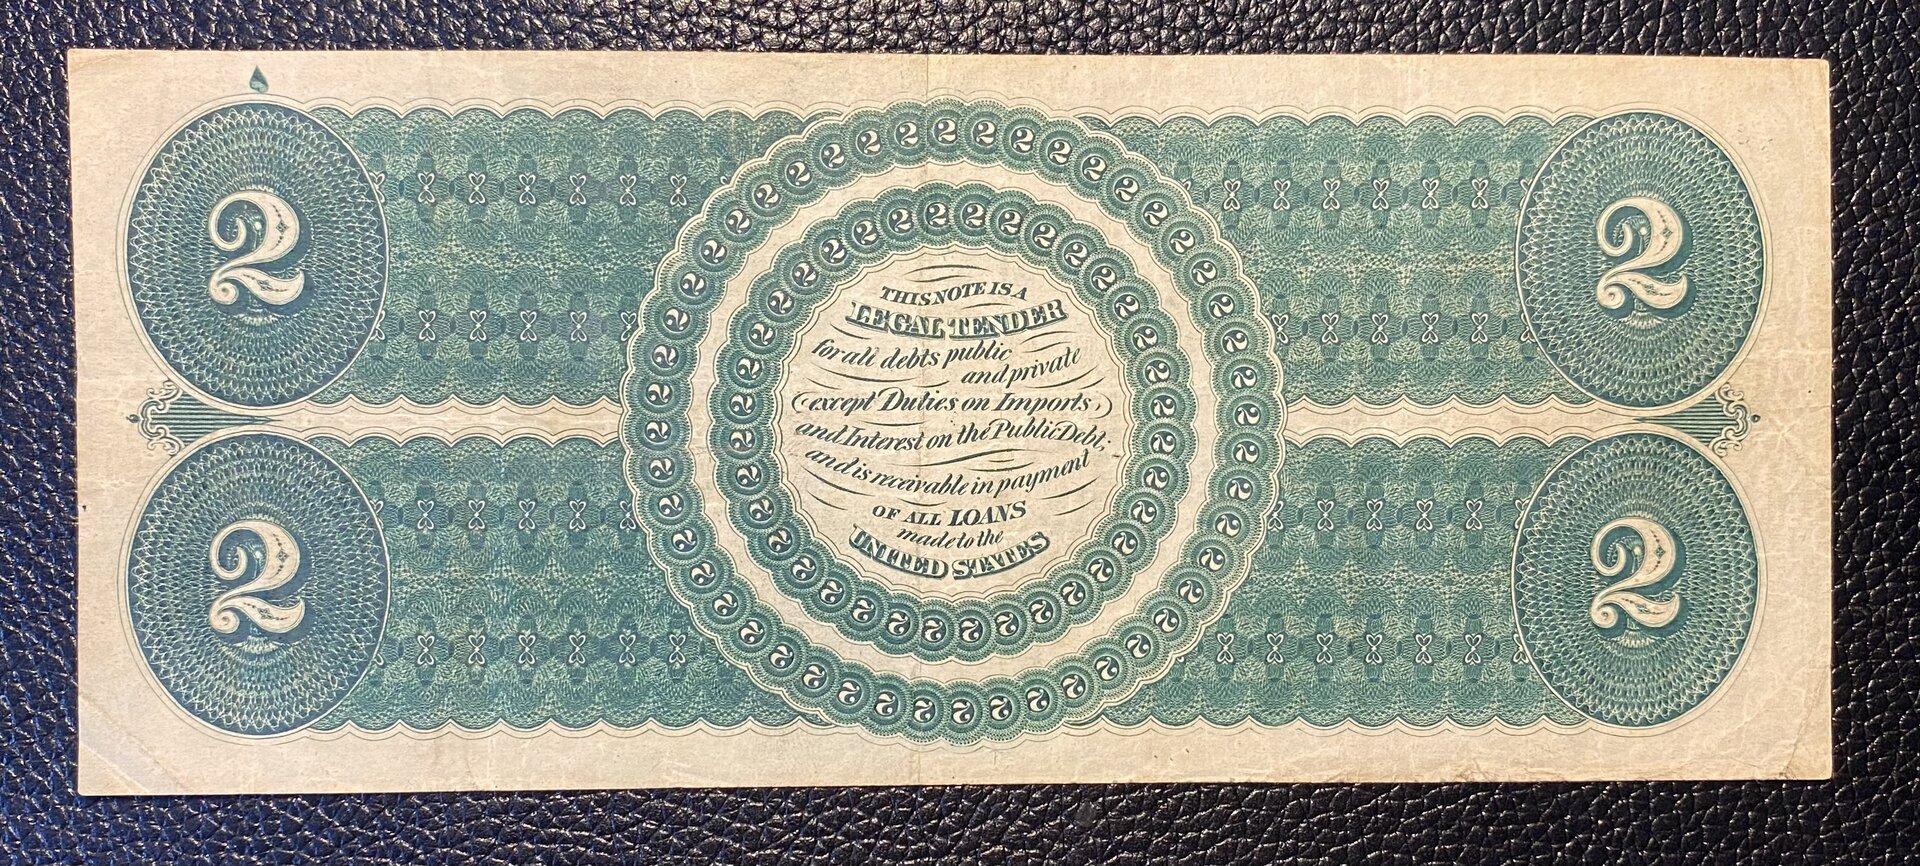 2
2
THIS NOTE IS A
LEGAL TENDER
for all debts public
and private
(except Duties on Imports,)
and Interest on the Public Debt;
and is receivable in payment
OF ALL LOANS
made to the
UNITED STATES
2
2